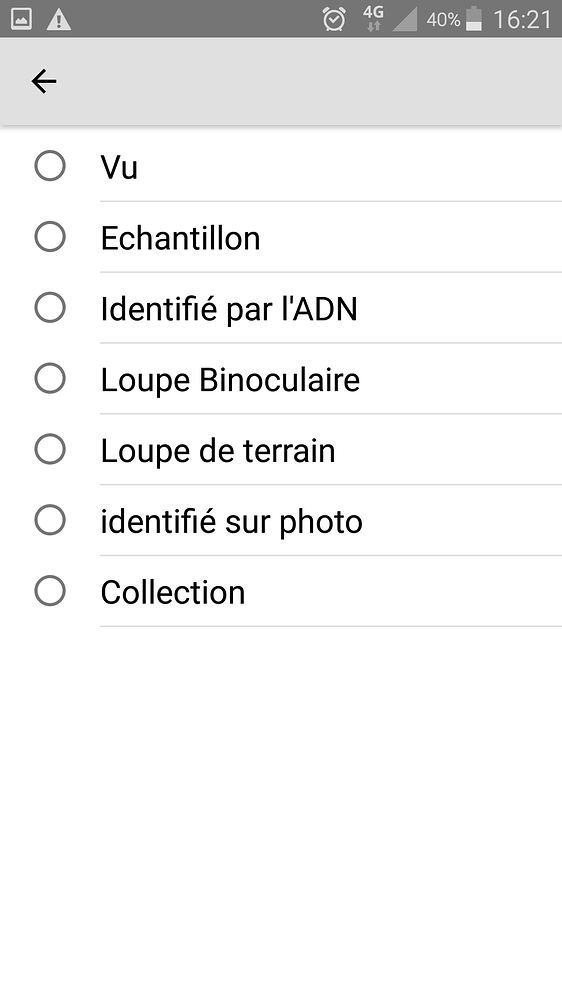 4G 40% 16:21
Vu
Echantillon
Identifié par l'ADN
Loupe Binoculaire
Loupe de terrain
identifié sur photo
Collection